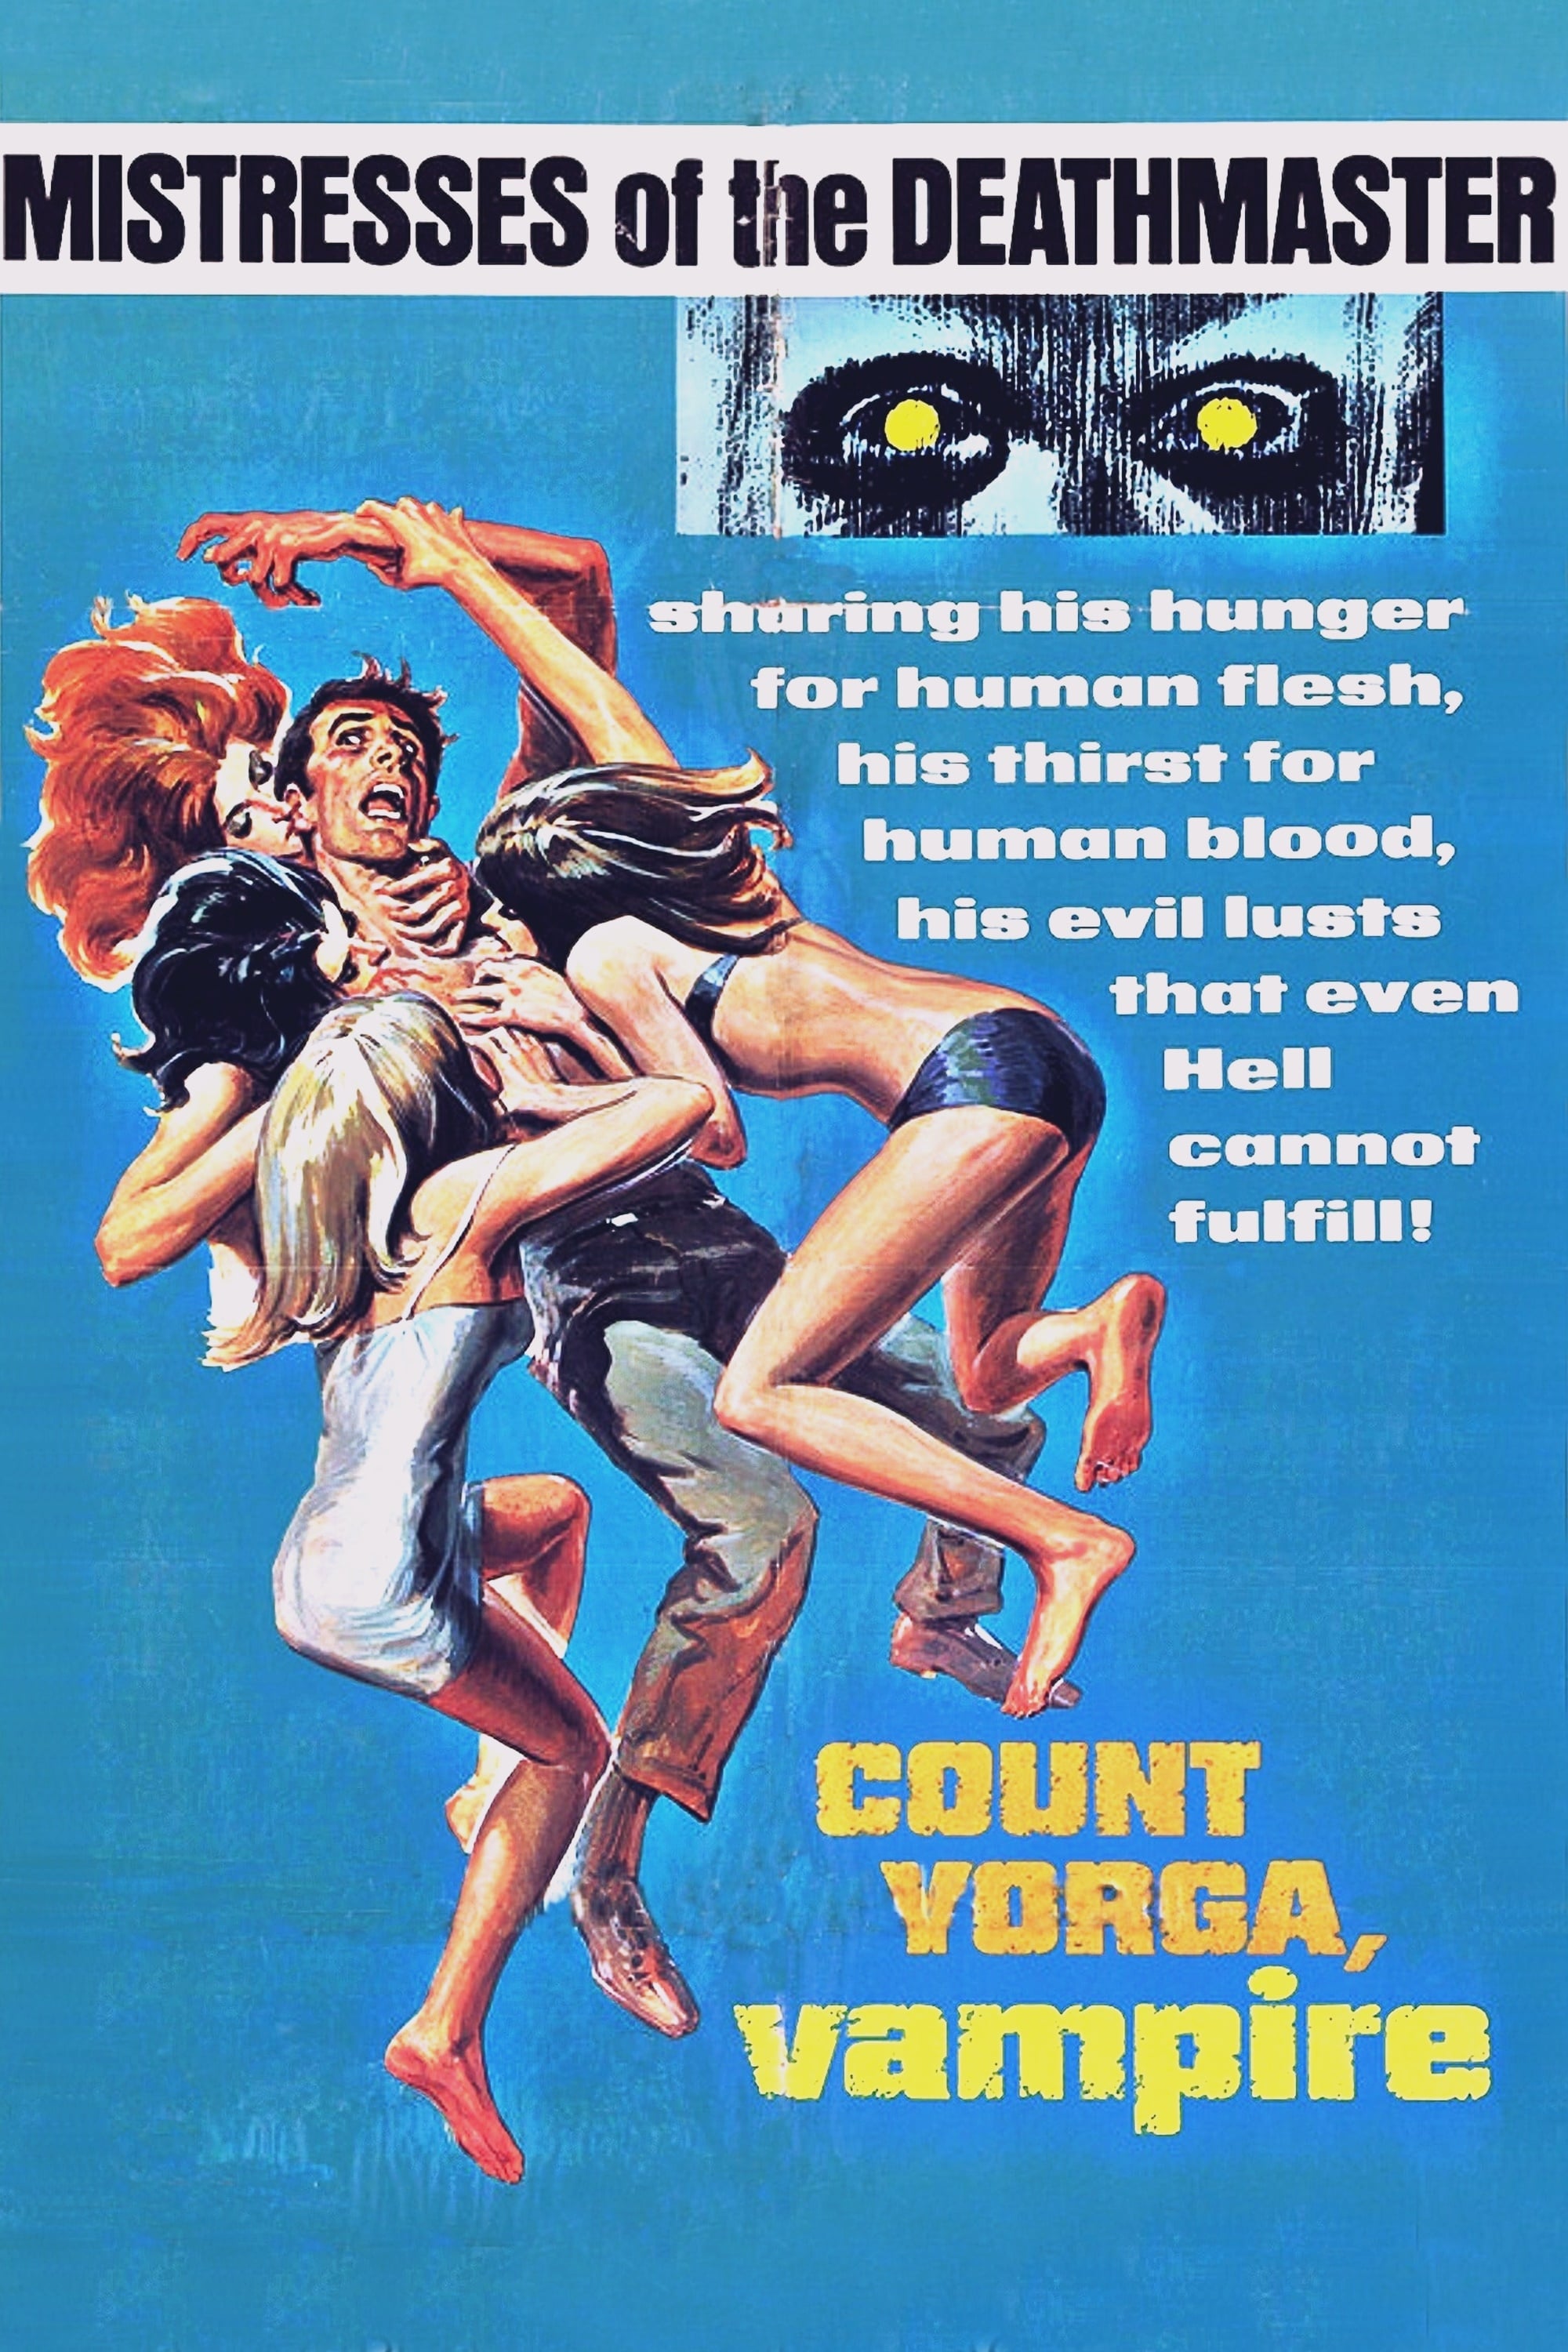 MISTRESSES of the DEATHMASTER
sharing his hunger
for human flesh,
his thirst for
human blood,
his evil lusts
that even
Hell
cannot
fulfill!
COUNT
YORGA,
vampire